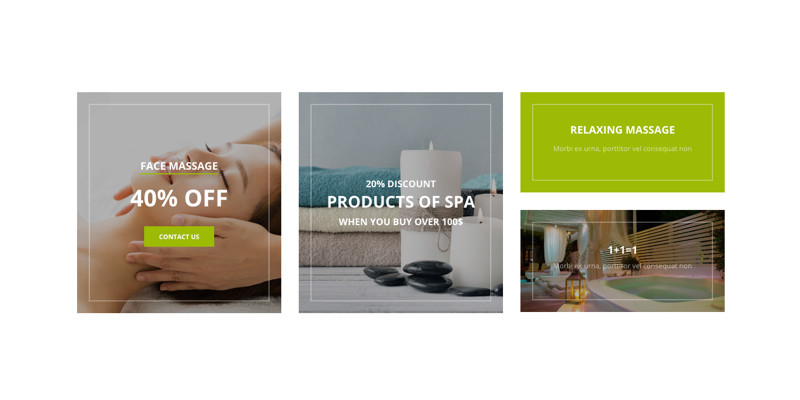 FACE MASSAGE
40% OFF
CONTACT US
20% DISCOUNT
PRODUCTS OF SPA
WHEN YOU BUY OVER 100$
RELAXING MASSAGE
Morbi ex urna, porttitor vel consequat non
1+1=1
Morbi ex urna, porttitor vel consequat non